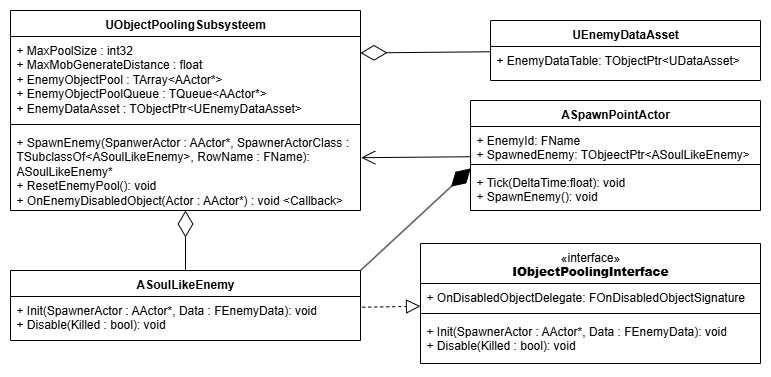 UObjectPoolingSubsysteem
+ MaxPoolSize : int32
+ MaxMobGenerateDistance : float
+ EnemyObjectPool : TArray<AActor*>
+ EnemyObjectPoolQueue : TQueue<AActor*>
+ EnemyDataAsset : TObjectPtr<UEnemyDataAsset>
+ SpawnEnemy(SpanwerActor : AActor*, SpawnerActorClass :
TSubclassOf<ASoulLikeEnemy>, RowName : FName):
ASoulLikeEnemy*
+ ResetEnemyPool(): void
+ OnEnemyDisabledObject(Actor : AActor*) : void <Callback>
UEnemyDataAsset
+ EnemyDataTable: TObjectPtr<UDataAsset>
ASpawnPointActor
+ EnemyId: FName
+ SpawnedEnemy: TObjeectPtr<ASoulLikeEnemy>
+ Tick(DeltaTime:float): void
+ SpawnEnemy(): void
ASoulLikeEnemy
+ Init(SpawnerActor : AActor*, Data : FEnemyData): void
+ Disable(Killed : bool): void
«interface»
IObjectPoolingInterface
+ OnDisabledObjectDelegate: FOnDisabledObjectSignature
+ Init(SpawnerActor : AActor*, Data : FEnemyData): void
+ Disable(Killed : bool): void